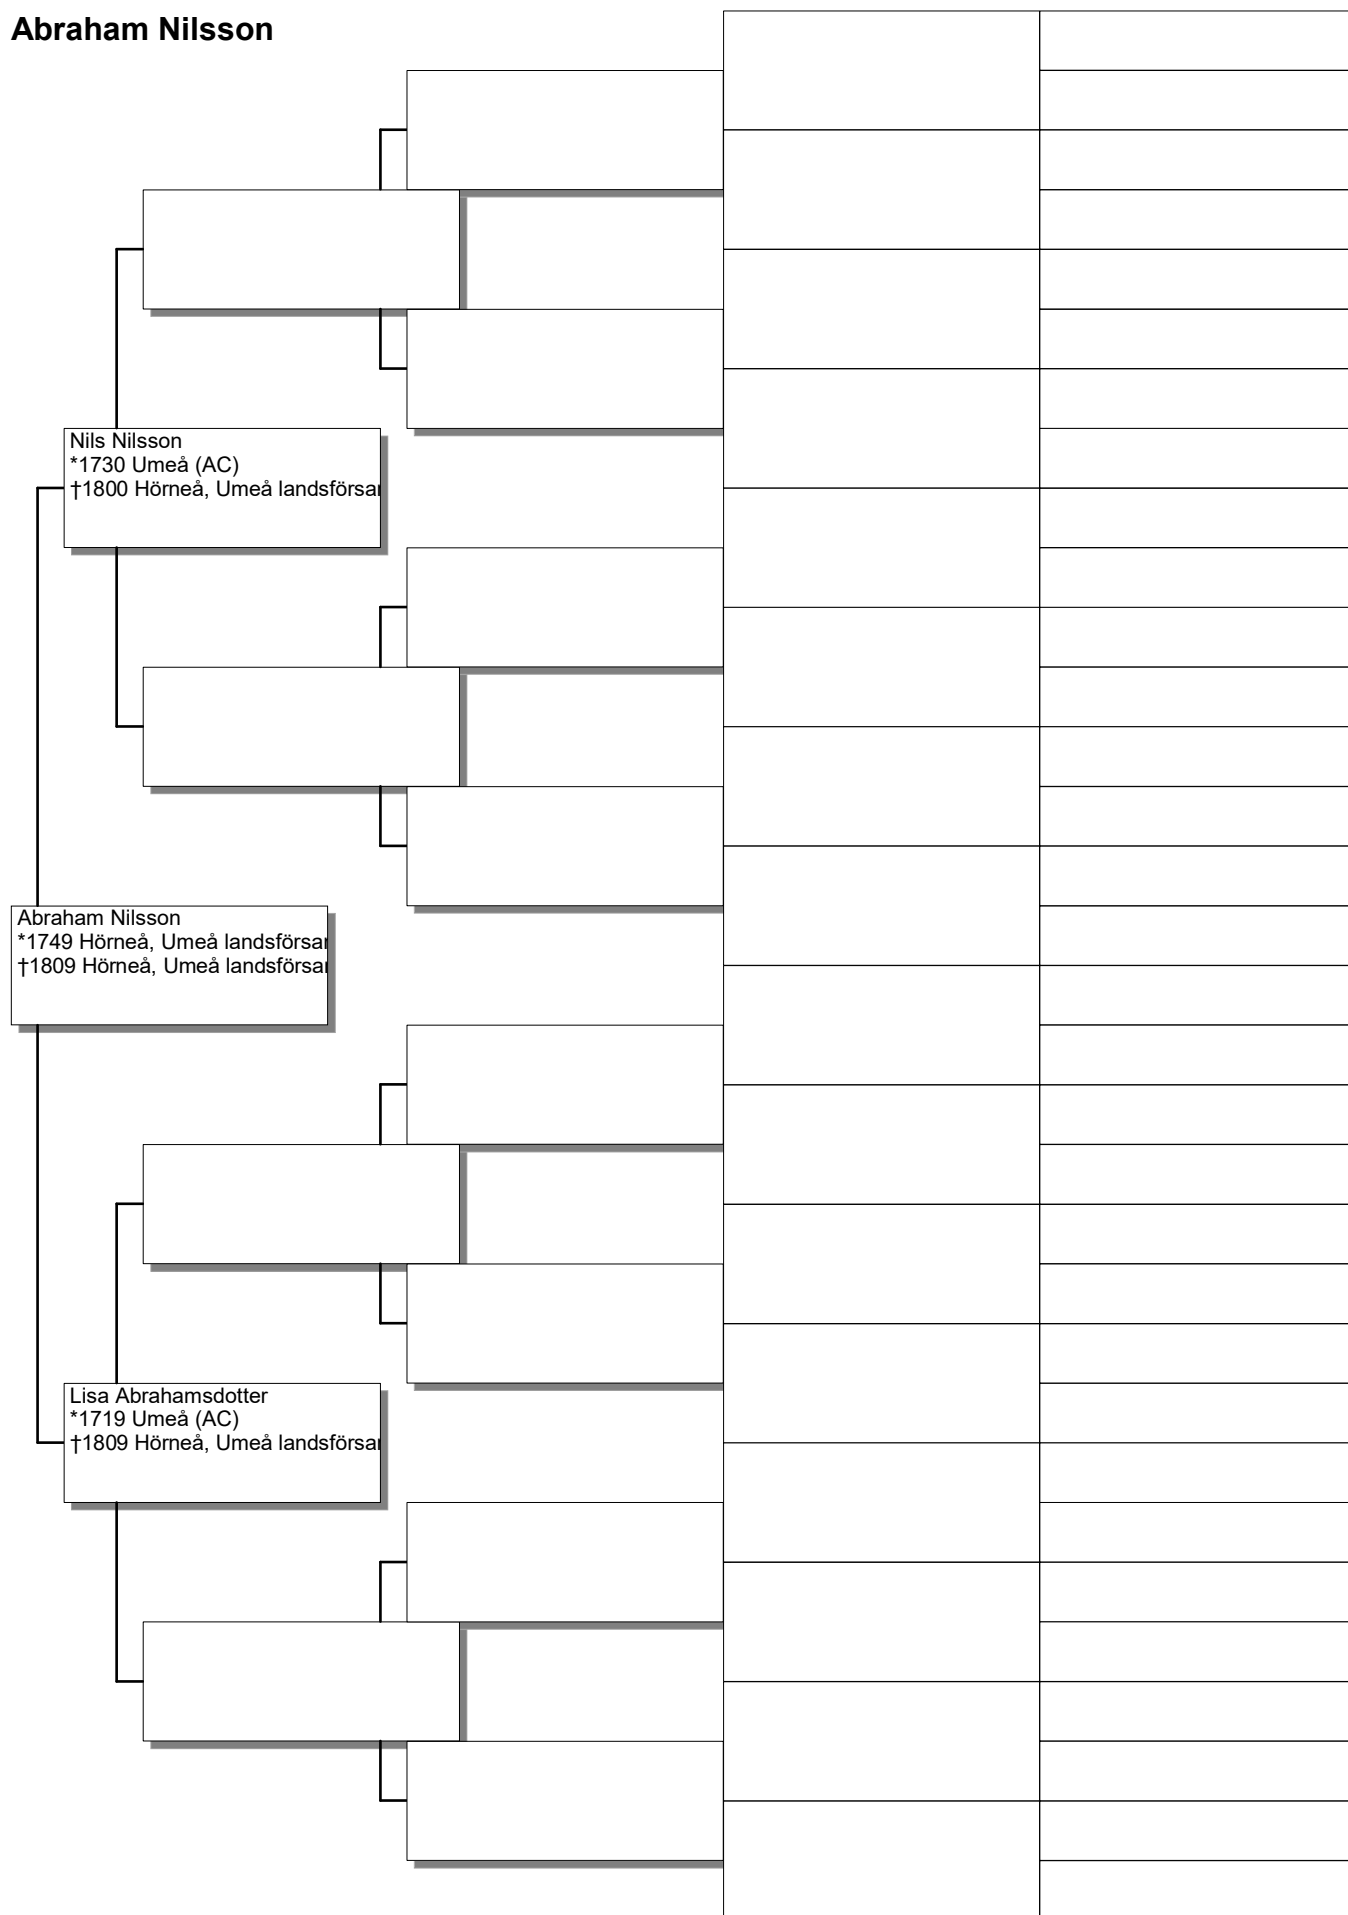 Abraham Nilsson
Nils Nilsson
*1730 Umeå (AC)
†1800 Hörneå, Umeå landsförsa
Abraham Nilsson
*1749 Hörneå, Umeå landsförsa
†1809 Hörneå, Umeå landsförsa
Lisa Abrahamsdotter
*1719 Umeå (AC)
†1809 Hörneå, Umeå landsförsa